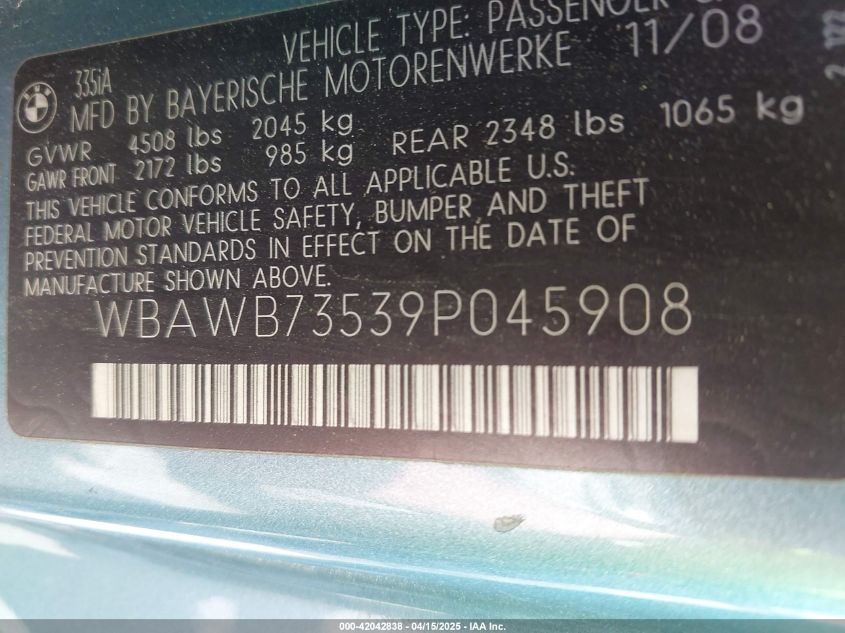 VEHICLE TYPE: PASSENGER
335iA
MFD BY BAYERISCHE MOTORENWERKE 11/08
GVWR 4508 lbs 2045 kg
GAWR FRONT 2172 lbs 985 kg REAR 2348 lbs 1065 kg
THIS VEHICLE CONFORMS TO ALL APPLICABLE U.S.
FEDERAL MOTOR VEHICLE SAFETY, BUMPER, AND THEFT
PREVENTION STANDARDS IN EFFECT ON THE DATE OF
MANUFACTURE SHOWN ABOVE.
WBAWB73539P045908
000-42042838 - 04/15/2025 - IAA Inc.